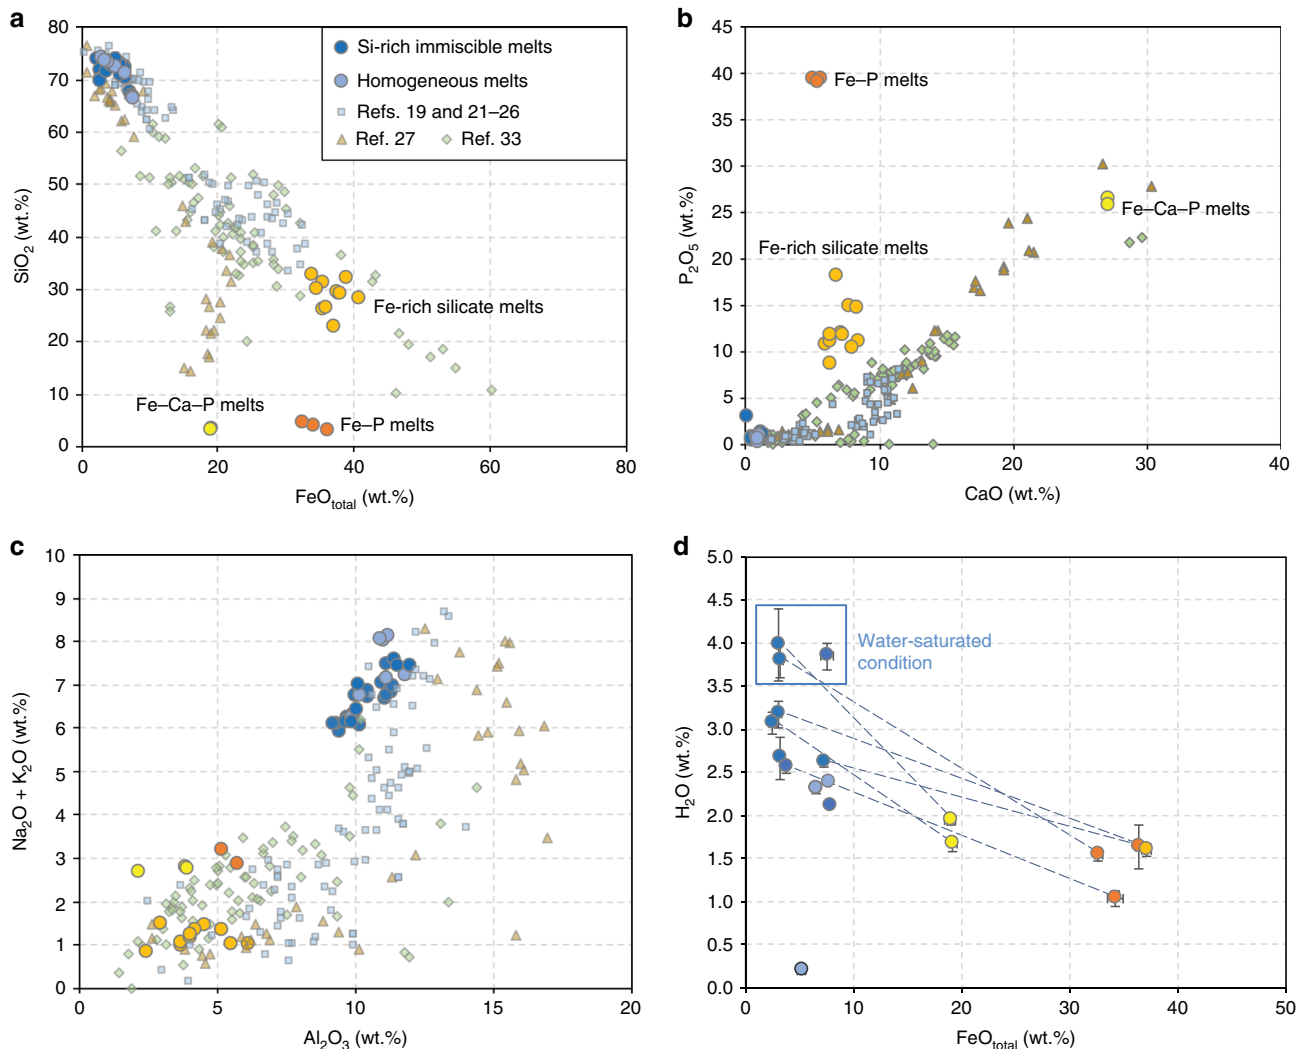 a
80
70
60
50
40
30
20
10
0
SiO2 (wt.%)
Si-rich immiscible melts
Homogeneous melts
Refs. 19 and 21–26
Ref. 27
Ref. 33
Fe-rich silicate melts
Fe–Ca–P melts
Fe–P melts
0
20
40
60
80
FeOtotal (wt.%)
b
45
40
35
30
25
20
15
10
5
0
P2O5 (wt.%)
Fe–P melts
Fe–Ca–P melts
Fe-rich silicate melts
0
10
20
30
40
CaO (wt.%)
c
10
9
8
7
6
5
4
3
2
1
0
Na2O + K2O (wt.%)
0
5
10
15
20
Al2O3 (wt.%)
d
5.0
4.5
4.0
3.5
3.0
2.5
2.0
1.5
1.0
0.5
0.0
H2O (wt.%)
Water-saturated
condition
0
10
20
30
40
50
FeOtotal (wt.%)